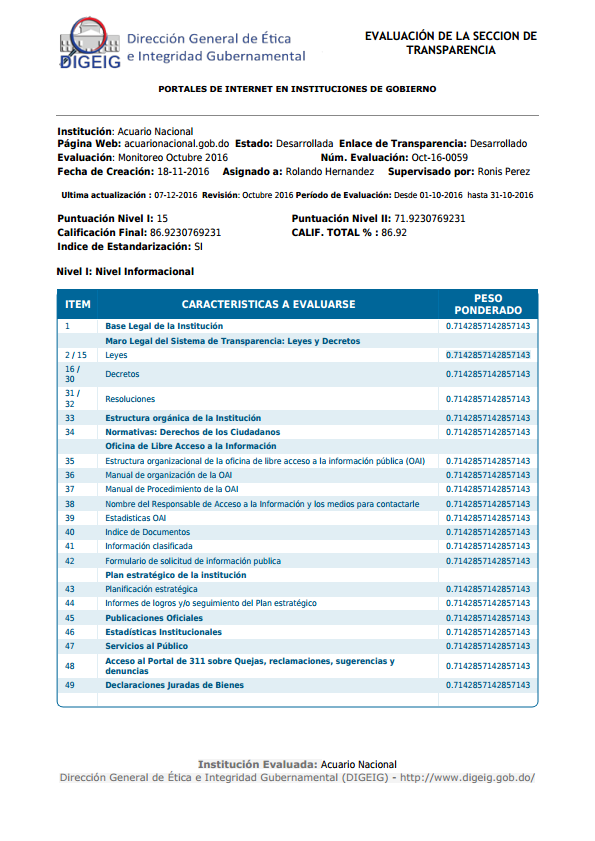 DIGEIG
Dirección General de Ética
e Integridad Gubernamental
EVALUACIÓN DE LA SECCION DE
TRANSPARENCIA
PORTALES DE INTERNET EN INSTITUCIONES DE GOBIERNO
Institución: Acuario Nacional
Página Web: acuarionacional.gob.do Estado: Desarrollada Enlace de Transparencia: Desarrollado
Evaluación: Monitoreo Octubre 2016 Núm. Evaluación: Oct-16-0059
Fecha de Creación: 18-11-2016 Asignado a: Rolando Hernandez Supervisado por: Ronis Perez
Ultima actualización : 07-12-2016 Revisión: Octubre 2016 Período de Evaluación: Desde 01-10-2016 hasta 31-10-2016
Puntuación Nivel I: 15 Puntuación Nivel II: 71.9230769231
Calificación Final: 86.9230769231 CALIF. TOTAL % : 86.92
Indice de Estandarización: SI
Nivel I: Nivel Informacional
ITEM CARACTERISTICAS A EVALUARSE PESO
PONDERADO
1 Base Legal de la Institución 0.7142857142857143
Maro Legal del Sistema de Transparencia: Leyes y Decretos
2 / 15 Leyes 0.7142857142857143
16 /
30 Decretos 0.7142857142857143
31 /
32 Resoluciones 0.7142857142857143
33 Estructura orgánica de la Institución 0.7142857142857143
34 Normativas: Derechos de los Ciudadanos 0.7142857142857143
Oficina de Libre Acceso a la Información
35 Estructura organizacional de la oficina de libre acceso a la información pública (OAI) 0.7142857142857143
36 Manual de organización de la OAI 0.7142857142857143
37 Manual de Procedimiento de la OAI 0.7142857142857143
38 Nombre del Responsable de Acceso a la Información y los medios para contactarle 0.7142857142857143
39 Estadisticas OAI 0.7142857142857143
40 Indice de Documentos 0.7142857142857143
41 Información clasificada 0.7142857142857143
42 Formulario de solicitud de información publica 0.7142857142857143
Plan estratégico de la institución
43 Planificación estratégica 0.7142857142857143
44 Informes de logros y/o seguimiento del Plan estratégico 0.7142857142857143
45 Publicaciones Oficiales 0.7142857142857143
46 Estadísticas Institucionales 0.7142857142857143
47 Servicios al Público 0.7142857142857143
48 Acceso al Portal de 311 sobre Quejas, reclamaciones, sugerencias y
denuncias 0.7142857142857143
49 Declaraciones Juradas de Bienes 0.7142857142857143
Institución Evaluada: Acuario Nacional
Dirección General de Ética e Integridad Gubernamental (DIGEIG) - http://www.digeig.gob.do/